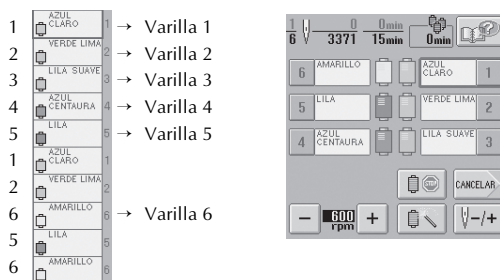 1 AZUL CLARO 1 → Varilla 1
2 VERDE LIMA 2 → Varilla 2
3 LILA SUAVE 3 → Varilla 3
4 AZUL CENTAURA 4 → Varilla 4
5 LILA 5 → Varilla 5
1 AZUL CLARO 1
2 VERDE LIMA 2
6 AMARILLO 6 → Varilla 6
5 LILA 5
6 AMARILLO 6
1 0 0min
6 3371 15min 0min
6 AMARILLO AZUL CLARO 1
5 LILA VERDE LIMA 2
4 AZUL CENTAURA LILA SUAVE 3
STOP CANCELAR
− 600 rpm + −/+